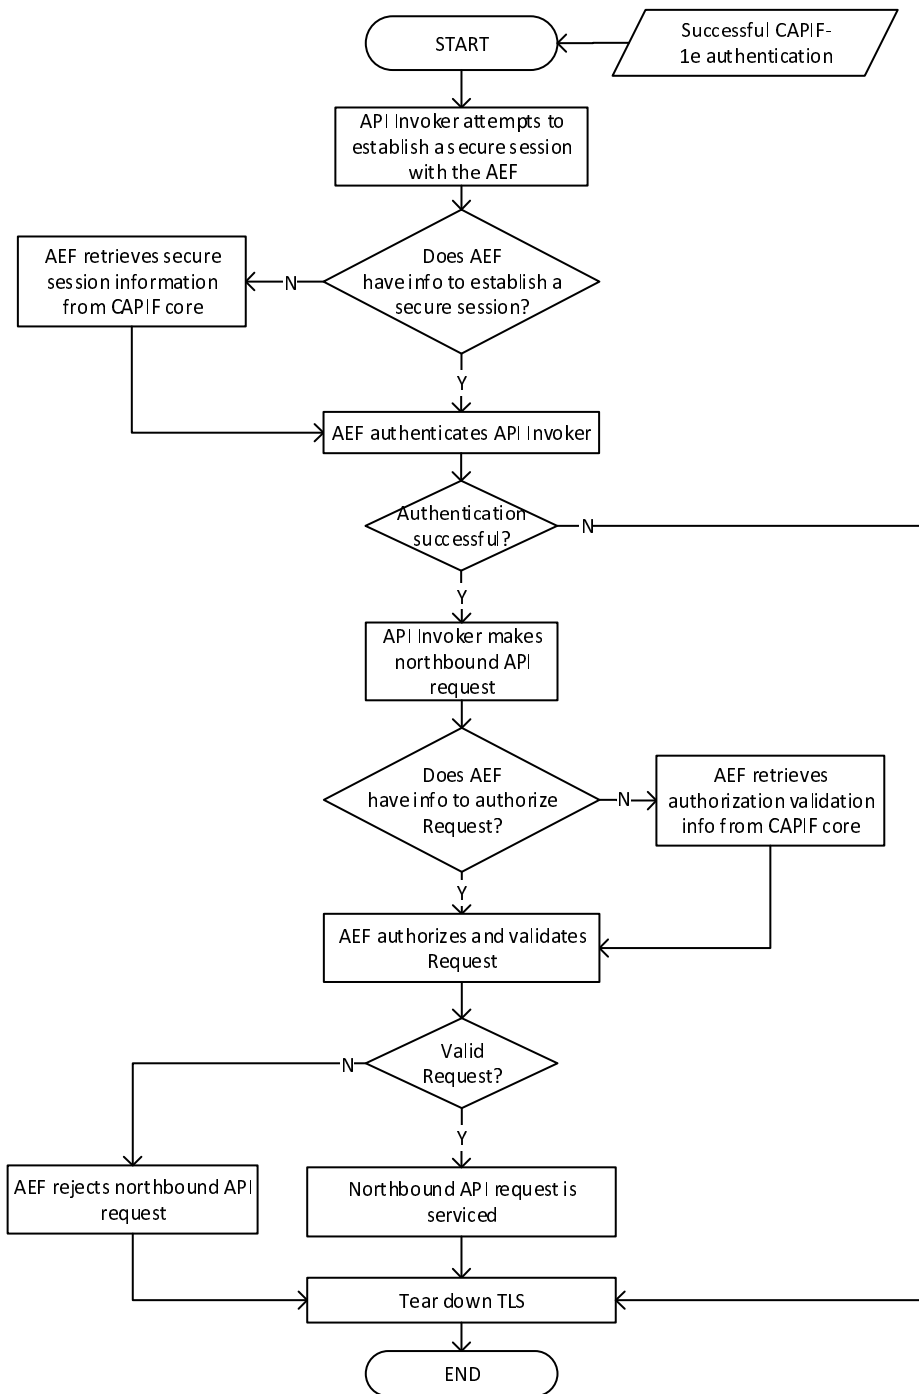 START
Successful CAPIF-
1e authentication
API Invoker attempts to
establish a secure session
with the AEF
Does AEF
have info to establish a
secure session?
N
AEF retrieves secure
session information
from CAPIF core
Y
AEF authenticates API Invoker
Authentication
successful?
N
Y
API Invoker makes
northbound API
request
Does AEF
have info to authorize
Request?
N
AEF retrieves
authorization validation
info from CAPIF core
Y
AEF authorizes and validates
Request
Valid
Request?
N
Y
AEF rejects northbound API
request
Northbound API request is
serviced
Tear down TLS
END